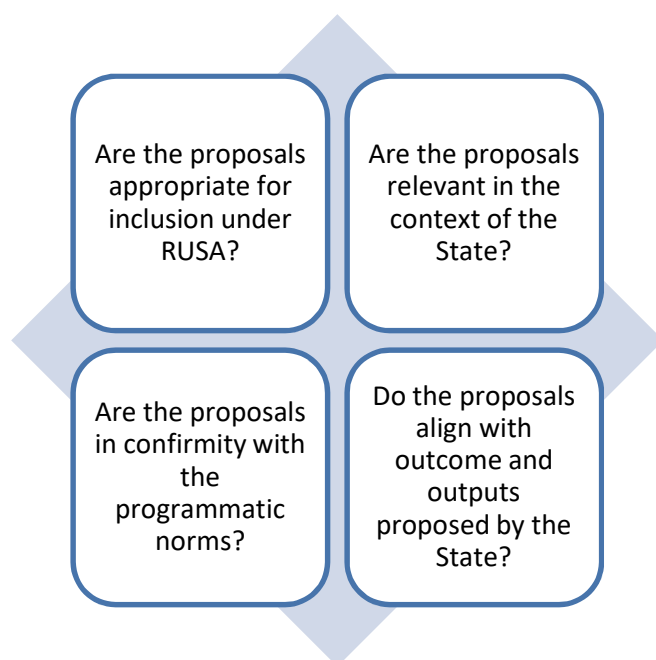 Are the proposals
appropriate for
inclusion under
RUSA?
Are the proposals
relevant in the
context of the
State?
Are the proposals
in confirmity with
the
programmatic
norms?
Do the proposals
align with
outcome and
outputs
proposed by the
State?